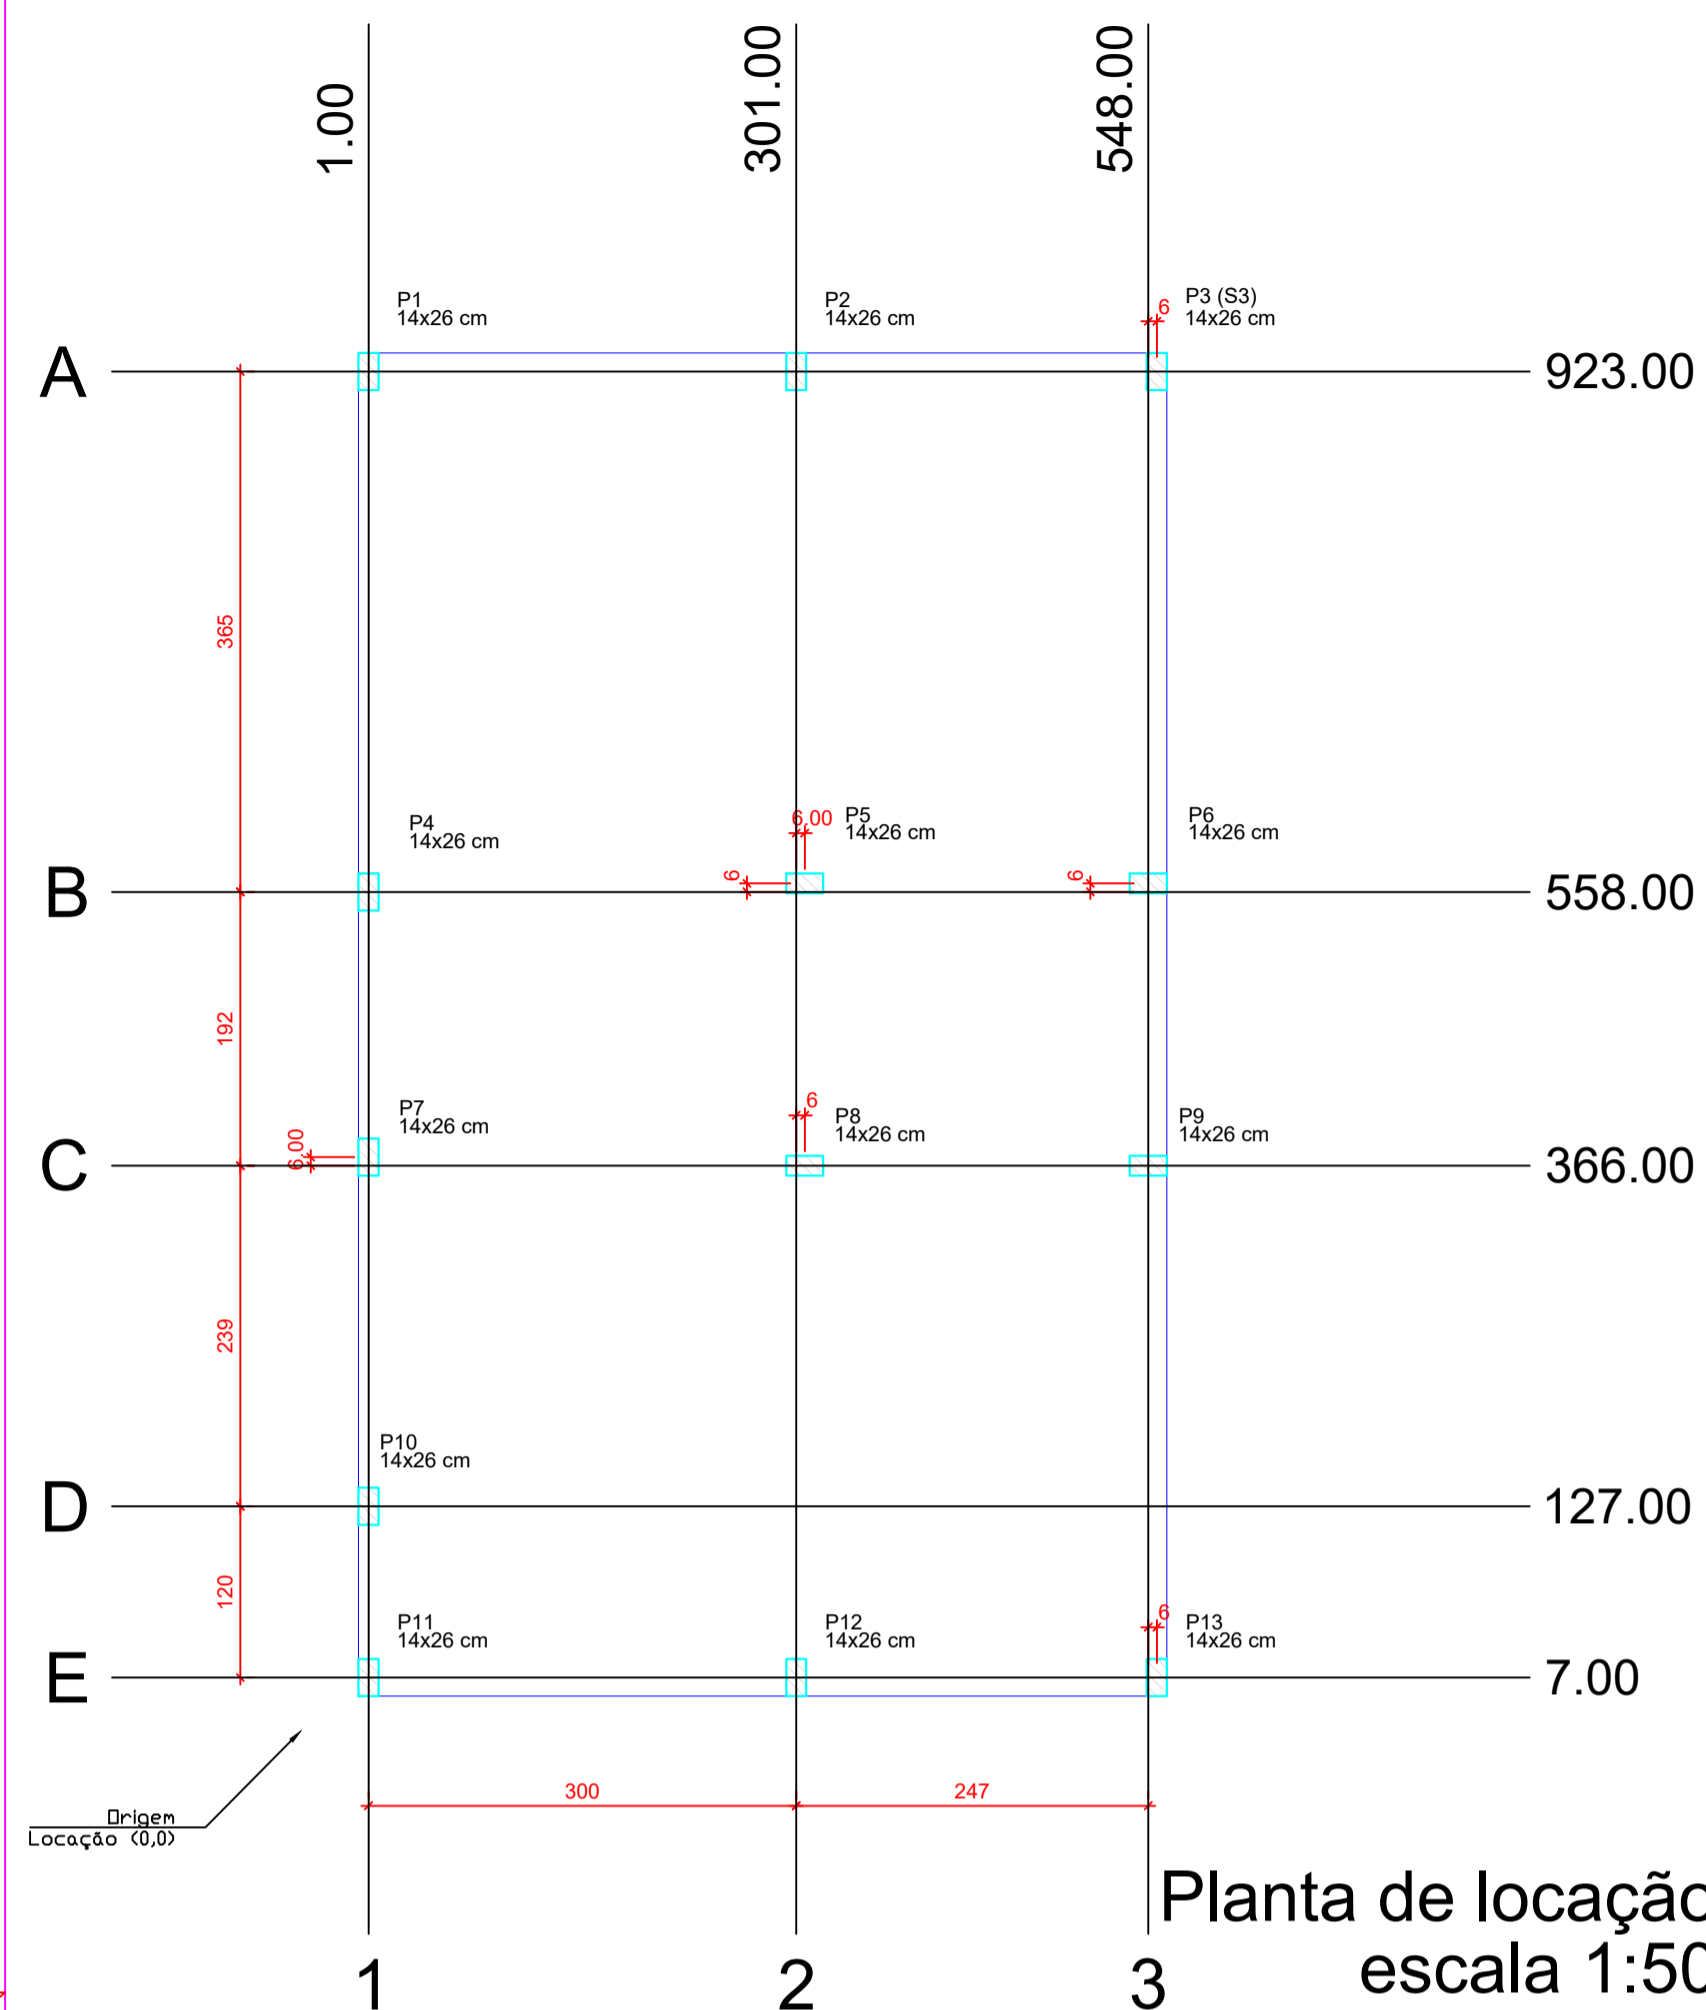 1.00
301.00
548.00
P1
14x26 cm
P2
14x26 cm
6
P3 (S3)
14x26 cm
A
923.00
365
P4
14x26 cm
6,00
P5
14x26 cm
P6
14x26 cm
6
6
B
558.00
192
P7
14x26 cm
6
P8
14x26 cm
P9
14x26 cm
6,00
C
366.00
239
P10
14x26 cm
D
127.00
120
P11
14x26 cm
P12
14x26 cm
6
P13
14x26 cm
E
7.00
300
247
Origem
Locação (0,0)
Planta de locação
escala 1:50
1
2
3